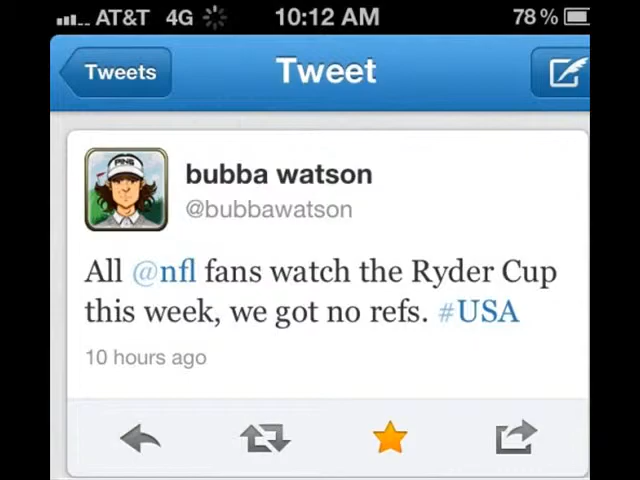 AT&T 4G 10:12 AM 78%
Tweets Tweet
PING
bubba watson
@bubbawatson
All @nfl fans watch the Ryder Cup
this week, we got no refs. #USA
10 hours ago